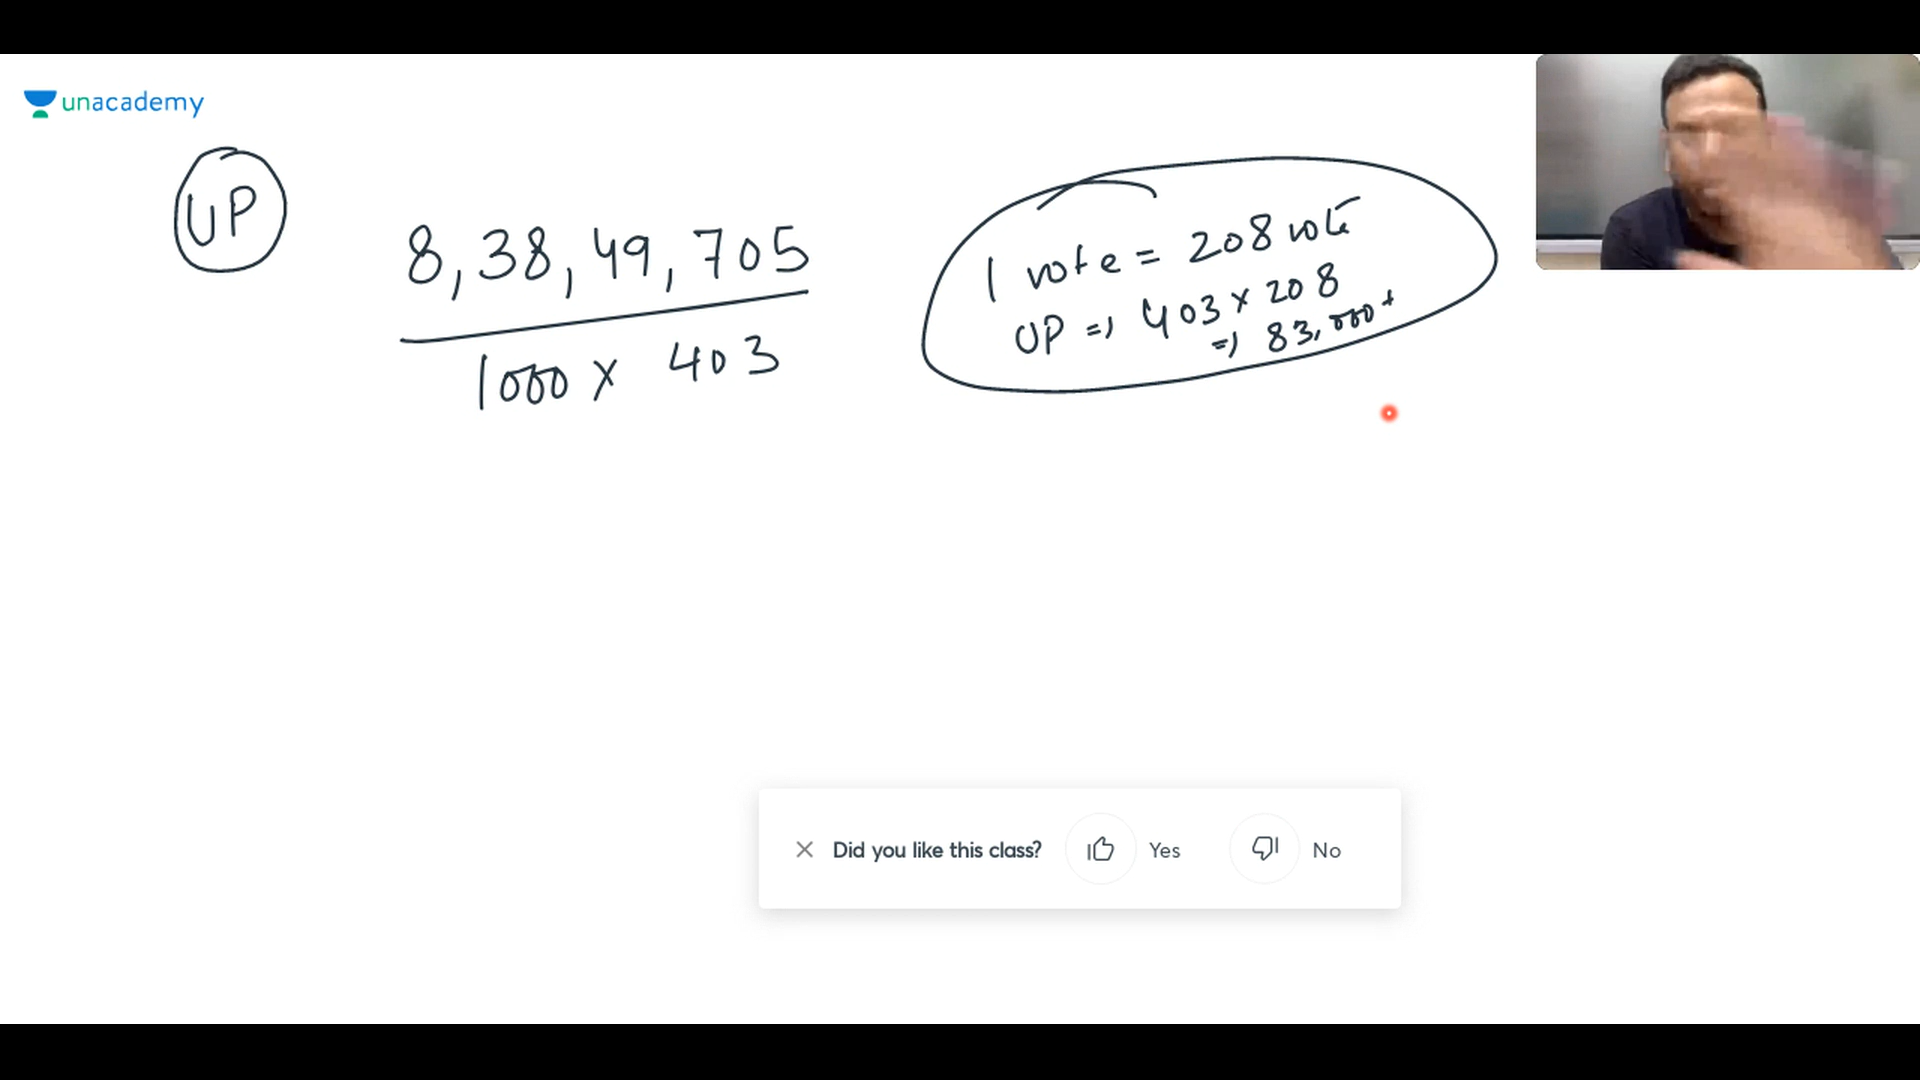 unacademy
UP
8,38,49,705
1000 x 403
1 vote = 208 vote
UP => 403 x 208
=> 83,000+
Did you like this class?
Yes
No